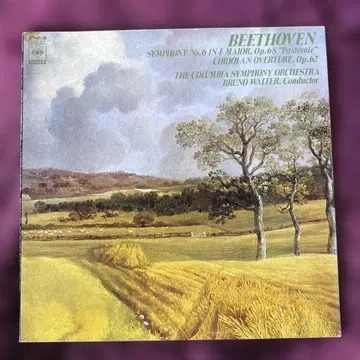 CBS
BEETHOVEN
SYMPHONY No. 6 IN F MAJOR, Op. 68 "Pastorale"
CORIOLAN OVERTURE, Op. 62
THE COLUMBIA SYMPHONY ORCHESTRA
BRUNO WALTER, Conductor